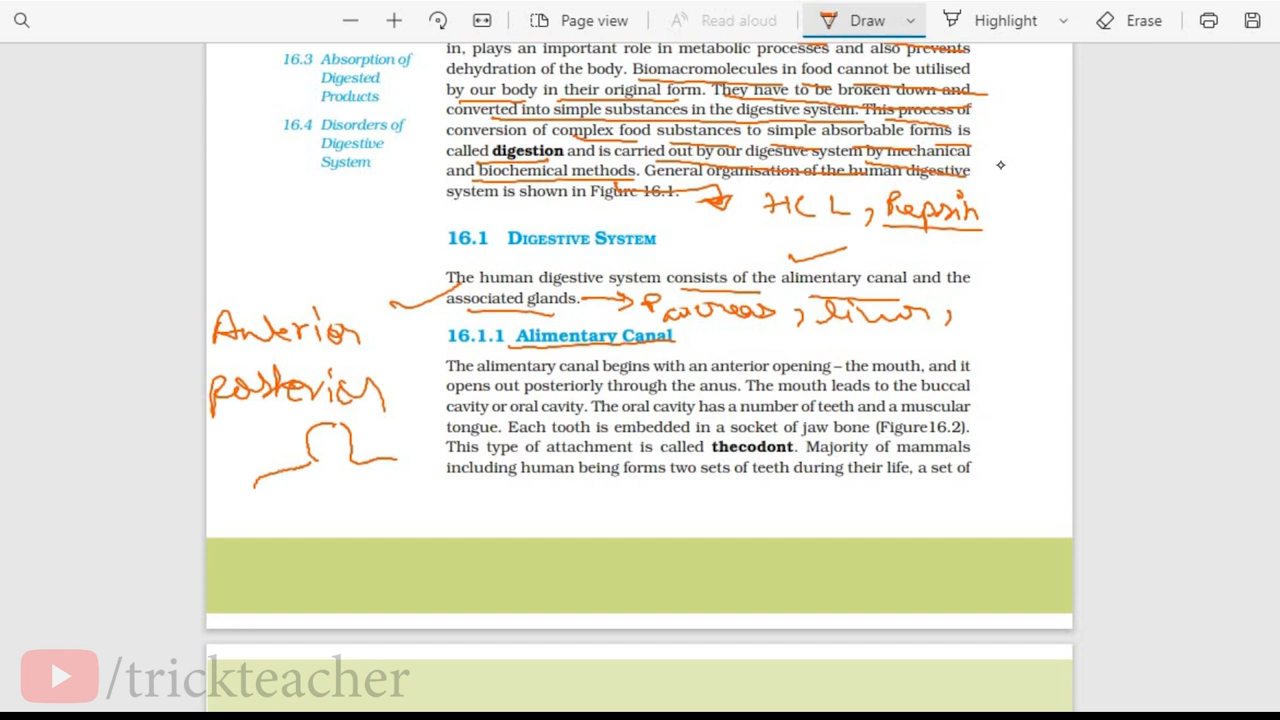 Page view
Read aloud
Draw
Highlight
Erase
in, plays an important role in metabolic processes and also prevents
dehydration of the body. Biomacromolecules in food cannot be utilised
by our body in their original form. They have to be broken down and
converted into simple substances in the digestive system. This process of
conversion of complex food substances to simple absorbable forms is
called digestion and is carried out by our digestive system by mechanical
and biochemical methods. General organisation of the human digestive
system is shown in Figure 16.1.
16.3 Absorption of
Digested
Products
16.4 Disorders of
Digestive
System
HCL, Pepsin
16.1 DIGESTIVE SYSTEM
The human digestive system consists of the alimentary canal and the
associated glands.
Pancreas, liver,
Anterior
Posterior
16.1.1 Alimentary Canal
The alimentary canal begins with an anterior opening – the mouth, and it
opens out posteriorly through the anus. The mouth leads to the buccal
cavity or oral cavity. The oral cavity has a number of teeth and a muscular
tongue. Each tooth is embedded in a socket of jaw bone (Figure16.2).
This type of attachment is called thecodont. Majority of mammals
including human being forms two sets of teeth during their life, a set of
/trickteacher